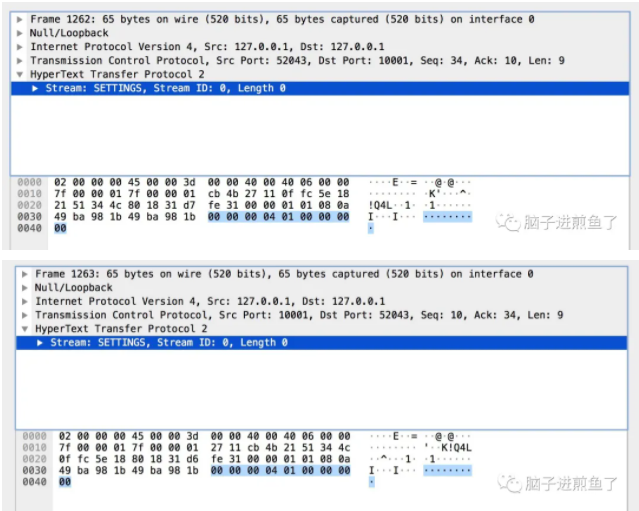 Frame 1262: 65 bytes on wire (520 bits), 65 bytes captured (520 bits) on interface 0
Null/Loopback
Internet Protocol Version 4, Src: 127.0.0.1, Dst: 127.0.0.1
Transmission Control Protocol, Src Port: 52043, Dst Port: 10001, Seq: 34, Ack: 10, Len: 9
HyperText Transfer Protocol 2
Stream: SETTINGS, Stream ID: 0, Length 0
0000 02 00 00 00 45 00 00 3d 00 00 40 00 40 06 00 00 ····E··=··@·@···
0010 7f 00 00 01 7f 00 00 01 cb 4b 27 11 0f fc 5e 18 ·········K'···^·
0020 21 51 34 4c 80 18 31 d7 fe 31 00 00 01 01 08 0a !Q4L··1··1······
0030 49 ba 98 1b 49 ba 98 1b 00 00 00 04 01 00 00 00 I···I···········
0040 00 ·
脑子进煎鱼了
Frame 1263: 65 bytes on wire (520 bits), 65 bytes captured (520 bits) on interface 0
Null/Loopback
Internet Protocol Version 4, Src: 127.0.0.1, Dst: 127.0.0.1
Transmission Control Protocol, Src Port: 10001, Dst Port: 52043, Seq: 10, Ack: 34, Len: 9
HyperText Transfer Protocol 2
Stream: SETTINGS, Stream ID: 0, Length 0
0000 02 00 00 00 45 00 00 3d 00 00 40 00 40 06 00 00 ····E··=··@·@···
0010 7f 00 00 01 7f 00 00 01 27 11 cb 4b 21 51 34 4c ········'··K!Q4L
0020 0f fc 5e 18 80 18 31 d6 fe 31 00 00 01 01 08 0a ··^···1··1······
0030 49 ba 98 1b 49 ba 98 1b 00 00 00 04 01 00 00 00 I···I···········
0040 00 ·
脑子进煎鱼了